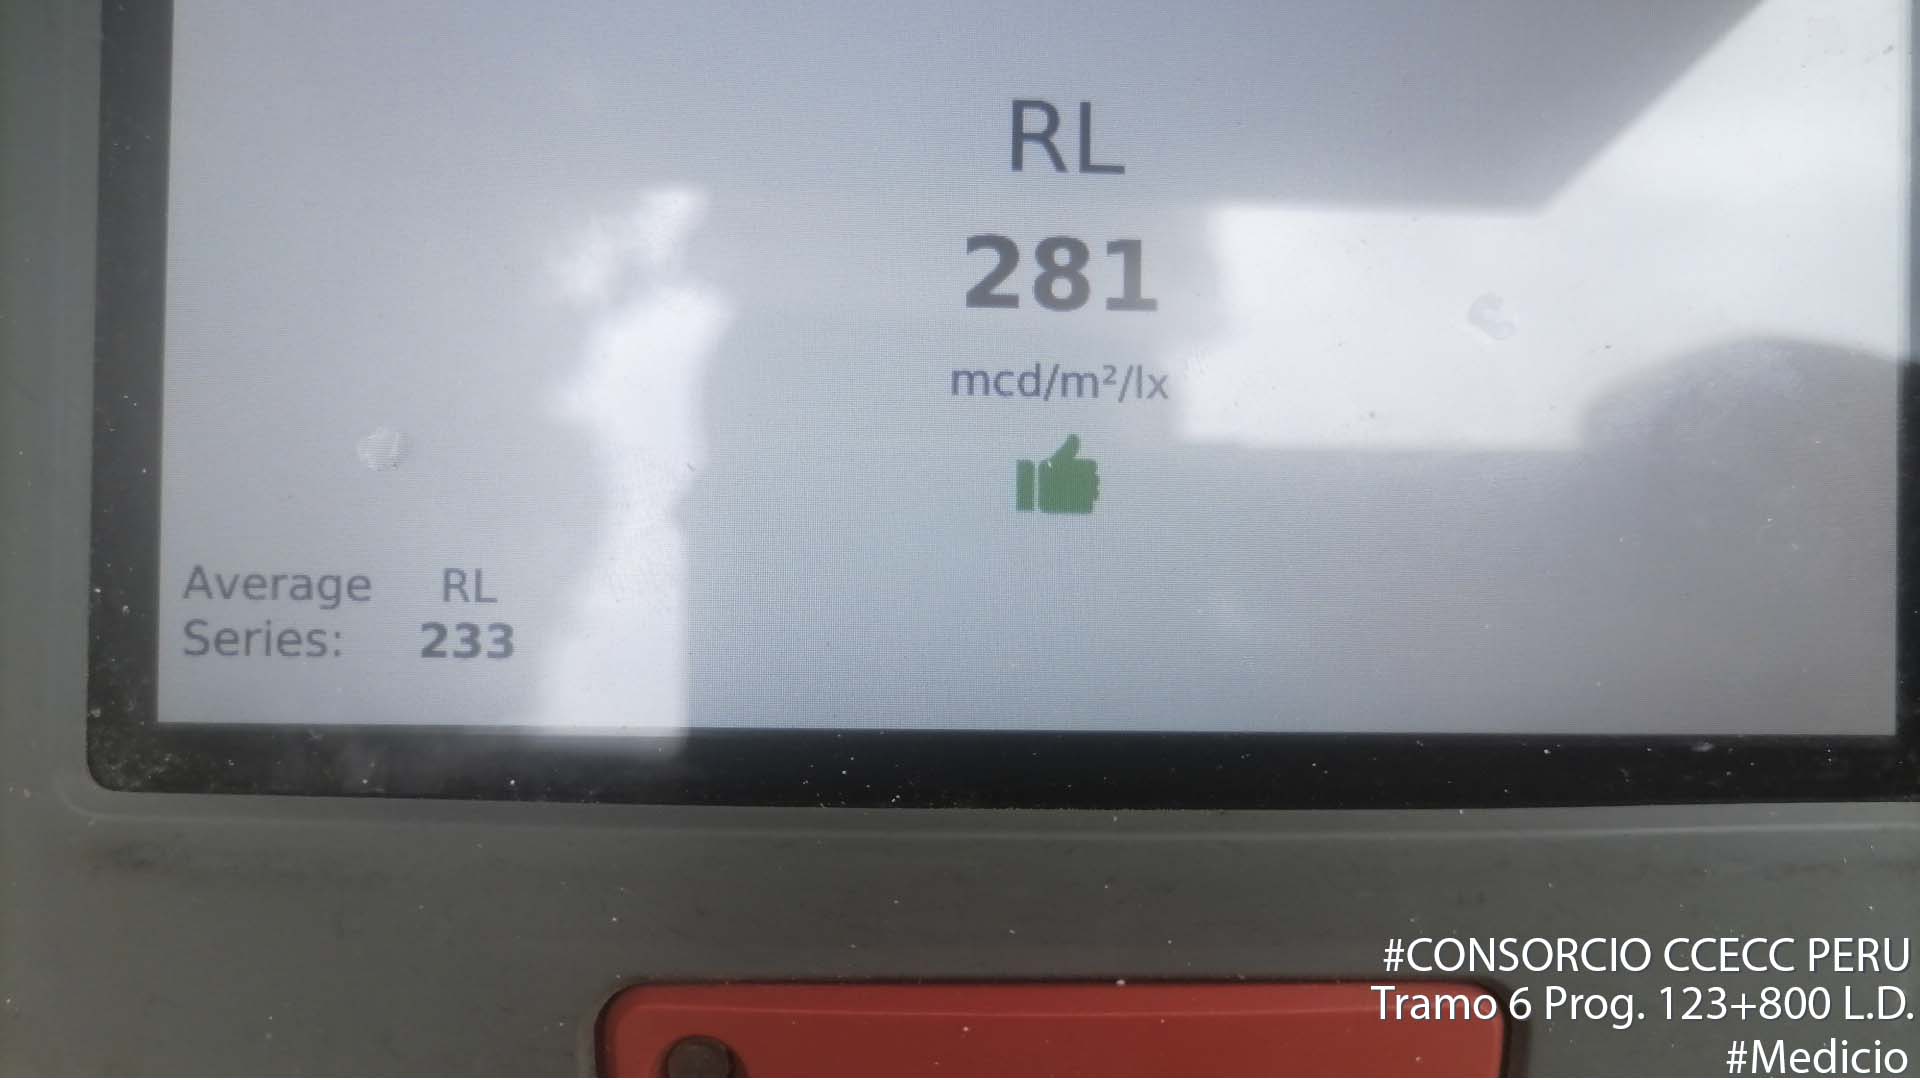 RL
281
mcd/m²/lx
Average RL
Series: 233
#CONSORCIO CCECC PERU
Tramo 6 Prog. 123+800 L.D.
#Medicio